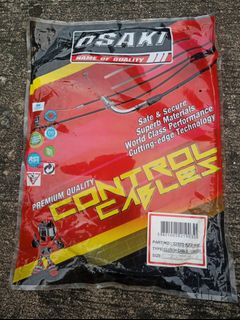 OSAKI
NAME OF QUALITY
Safe & Secure
Superb Materials
World Class Performance
Cutting-edge Technology
PREMIUM QUALITY
CONTROL
CABLES